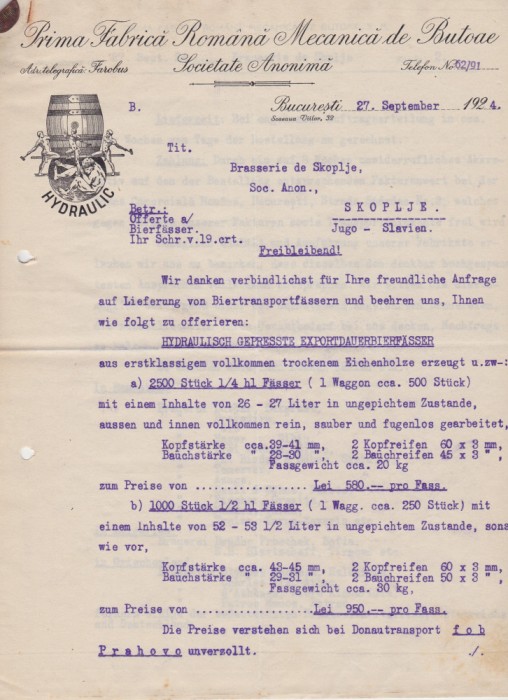 Prima Fabrică Română Mecanică de Butoae
Adr. telegrafică: Farobus Societate Anonimă Telefon No. 62/91
B. București 27. September 1924.
Soseaua Viilor, 32
HYDRAULIC
Tit.
Brasserie de Skoplje,
Soc. Anon.,
Betr.: SKOPLJE.
Offerte a/ Jugo - Slavien.
Bierfässer.
Ihr Schr.v.19.crt.
Freibleibend!
Wir danken verbindlichst für Ihre freundliche Anfrage
auf Lieferung von Biertransportfässern und beehren uns, Ihnen
wie folgt zu offerieren:
HYDRAULISCH GEPRESSTE EXPORTDAUERBIERFÄSSER
aus erstklassigem vollkommen trockenem Eichenholze erzeugt u.zw-:
a) 2500 Stück 1/4 hl Fässer ( 1 Waggon cca. 500 Stück)
mit einem Inhalte von 26 - 27 Liter in ungepichtem Zustande,
aussen und innen vollkommen rein, sauber und fugenlos gearbeitet,
Kopfstärke cca.39-41 mm, 2 Kopfreifen 60 x 3 mm,
Bauchstärke " 28-30 ", 2 Bauchreifen 45 x 3 " ,
Fassgewicht cca. 20 kg
zum Preise von .................. Lei 580.-- pro Fass.
b) 1000 Stück 1/2 hl Fässer ( 1 Wagg. cca. 250 Stück) mit
einem Inhalte von 52 - 53 1/2 Liter in ungepichtem Zustande, sons
wie vor,
Kopfstärke cca. 43-45 mm, 2 Kopfreifen 60 x 3 mm,
Bauchstärke " 29-31 ", 2 Bauchreifen 50 x 3 " ,
Fassgewicht cca. 30 kg,
zum Preise von .................. Lei 950.-- pro Fass.
Die Preise verstehen sich bei Donautransport f o b
P r a h o v o unverzollt. ./.